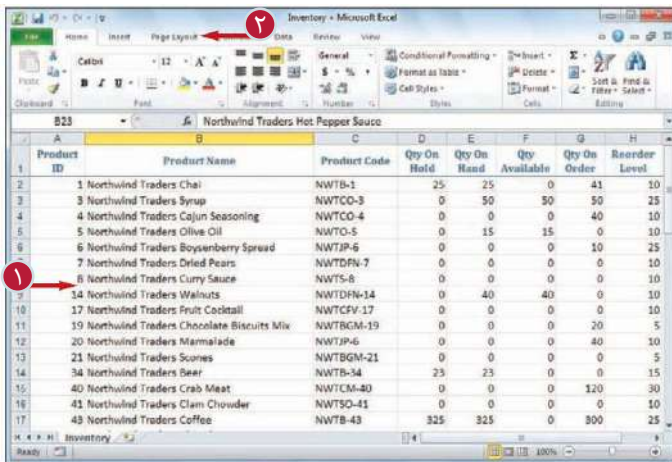 Inventory - Microsoft Excel
File Home Insert Page Layout ٢ Data Review View
Paste Calibri 12 A A General Conditional Formatting Insert Σ
B I U A $ % , Format as Table Delete Sort & Find &
Cell Styles Format Filter Select
Clipboard Font Alignment Number Styles Cells Editing
B23 fx Northwind Traders Hot Pepper Sauce
A B C D E F G H
1 Product ID Product Name Product Code Qty On Hold Qty On Hand Qty Available Qty On Order Reorder Level
2 1 Northwind Traders Chai NWTB-1 25 25 0 41 10
3 3 Northwind Traders Syrup NWTCO-3 0 50 50 50 25
4 4 Northwind Traders Cajun Seasoning NWTCO-4 0 0 0 40 10
5 5 Northwind Traders Olive Oil NWTO-5 0 15 15 0 10
6 6 Northwind Traders Boysenberry Spread NWTJP-6 0 0 0 10 25
7 Northwind Traders Dried Pears NWTDFN-7 0 0 0 0 10
١ 8 Northwind Traders Curry Sauce NWTS-8 0 0 0 0 10
9 14 Northwind Traders Walnuts NWTDFN-14 0 40 40 0 10
10 17 Northwind Traders Fruit Cocktail NWTCFV-17 0 0 0 0 10
11 19 Northwind Traders Chocolate Biscuits Mix NWTBGM-19 0 0 0 20 5
12 20 Northwind Traders Marmalade NWTJP-6 0 0 0 40 10
13 21 Northwind Traders Scones NWTBGM-21 0 0 0 0 5
14 34 Northwind Traders Beer NWTB-34 23 23 0 0 15
15 40 Northwind Traders Crab Meat NWTCM-40 0 0 0 120 30
16 41 Northwind Traders Clam Chowder NWTSO-41 0 0 0 0 10
17 43 Northwind Traders Coffee NWTB-43 325 325 0 300 25
Inventory
Ready 100%